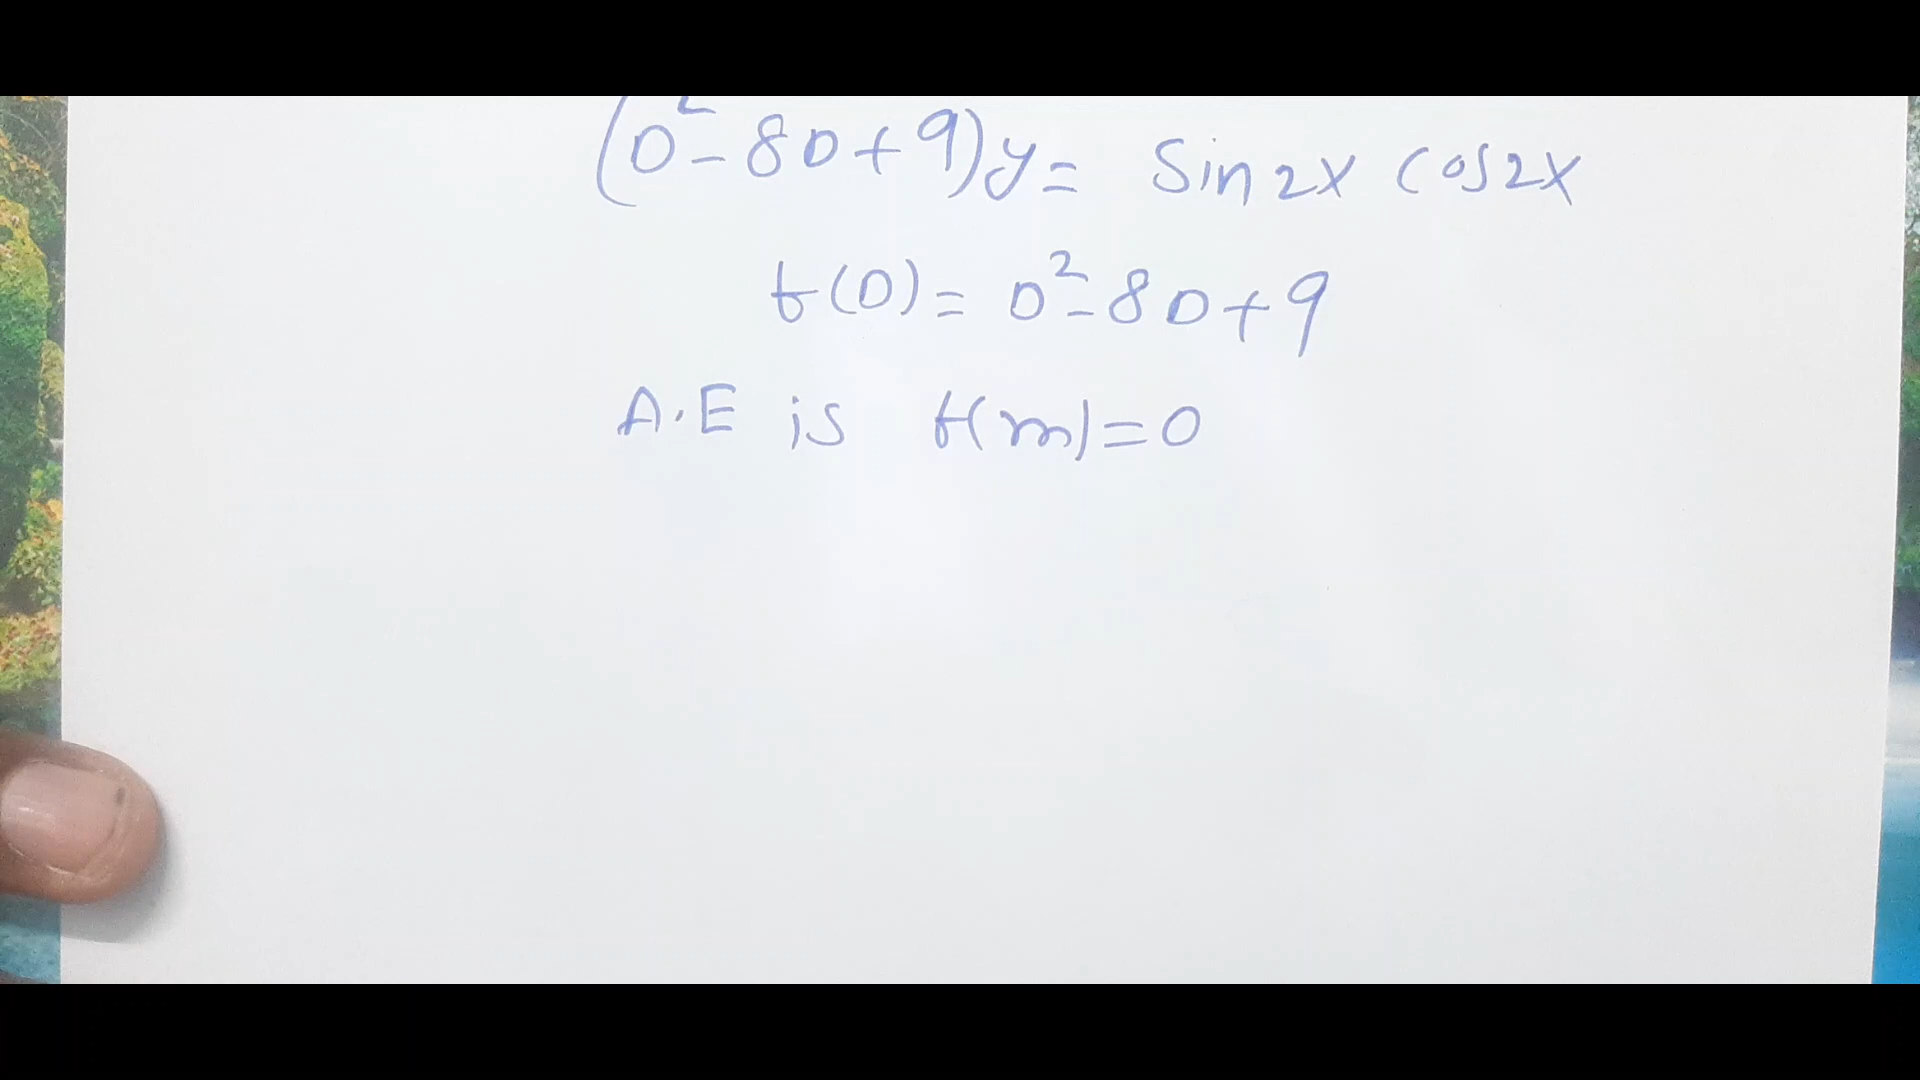 (D²-8D+9)y= Sin2x Cos2x
f(D)= D²-8D+9
A.E is f(m)=0